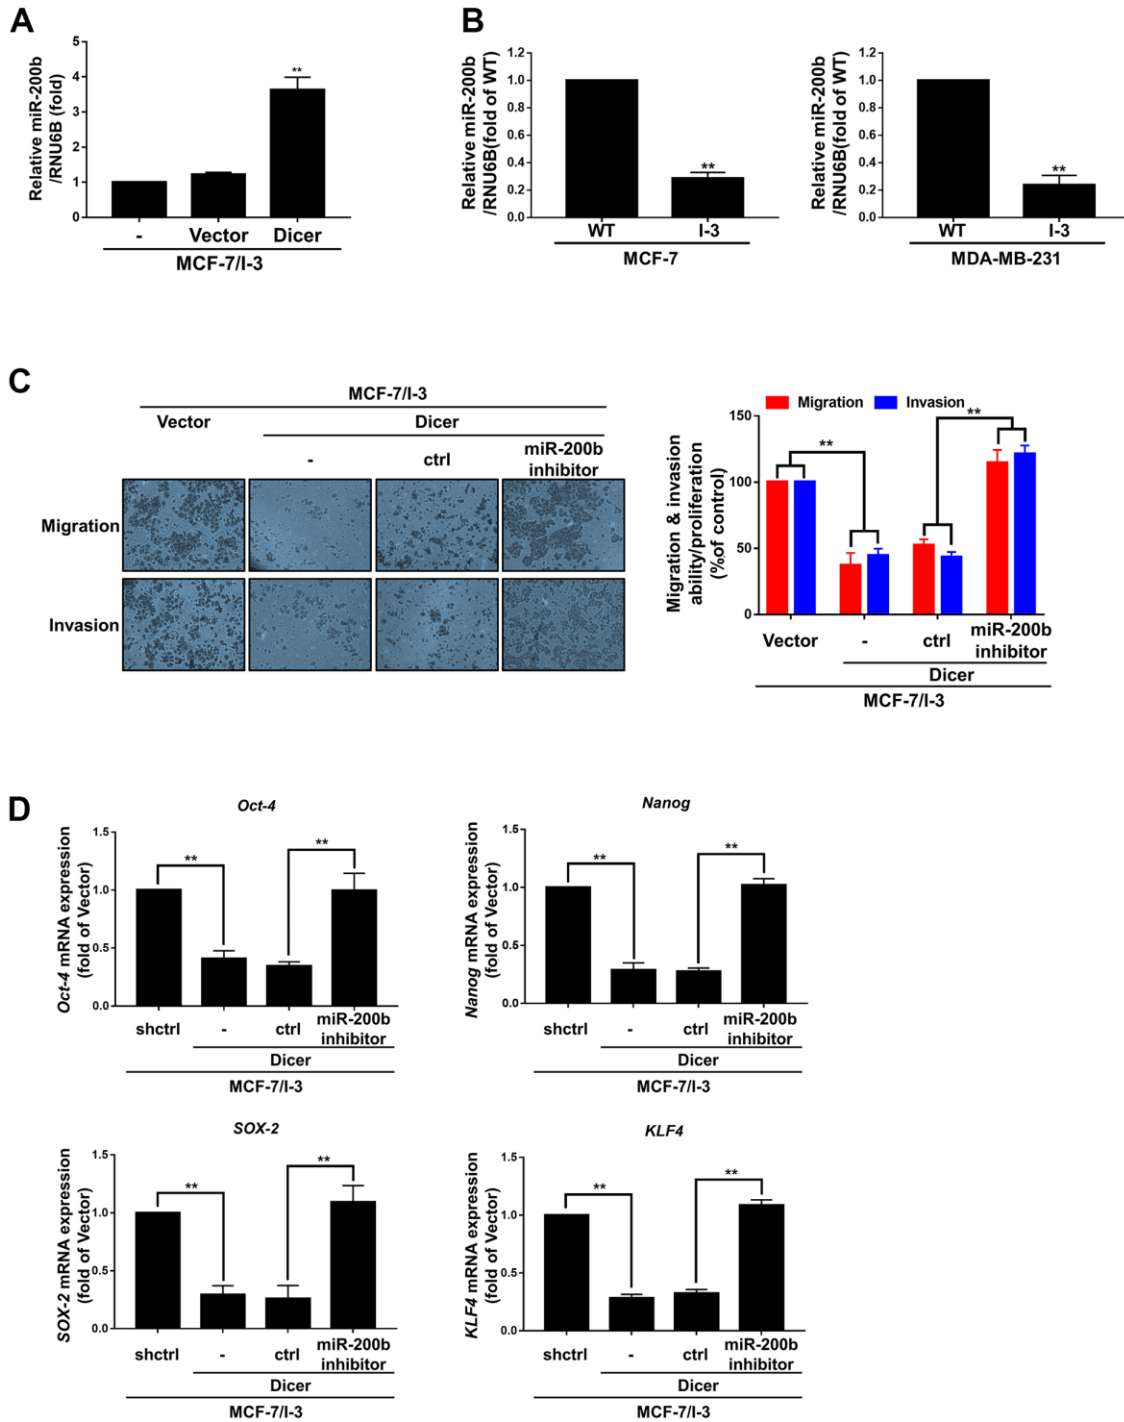 A
Relative miR-200b
/RNU6B (fold)
5
4
3
2
1
0
**
- Vector Dicer
MCF-7/I-3
B
Relative miR-200b
/RNU6B(fold of WT)
1.2
1.0
0.8
0.6
0.4
0.2
0.0
**
WT I-3
MCF-7
Relative miR-200b
/RNU6B(fold of WT)
1.2
1.0
0.8
0.6
0.4
0.2
0.0
**
WT I-3
MDA-MB-231
C
MCF-7/I-3
Vector Dicer
- ctrl miR-200b
inhibitor
Migration
Invasion
Migration Invasion
Migration & invasion
ability/proliferation
(% of control)
150
100
50
0
**
**
Vector - ctrl miR-200b
inhibitor
Dicer
MCF-7/I-3
D
Oct-4
Oct-4 mRNA expression
(fold of Vector)
1.5
1.0
0.5
0.0
**
**
shctrl - ctrl miR-200b
inhibitor
Dicer
MCF-7/I-3
Nanog
Nanog mRNA expression
(fold of Vector)
1.5
1.0
0.5
0.0
**
**
shctrl - ctrl miR-200b
inhibitor
Dicer
MCF-7/I-3
SOX-2
SOX-2 mRNA expression
(fold of Vector)
1.5
1.0
0.5
0.0
**
**
shctrl - ctrl miR-200b
inhibitor
Dicer
MCF-7/I-3
KLF4
KLF4 mRNA expression
(fold of Vector)
1.5
1.0
0.5
0.0
**
**
shctrl - ctrl miR-200b
inhibitor
Dicer
MCF-7/I-3